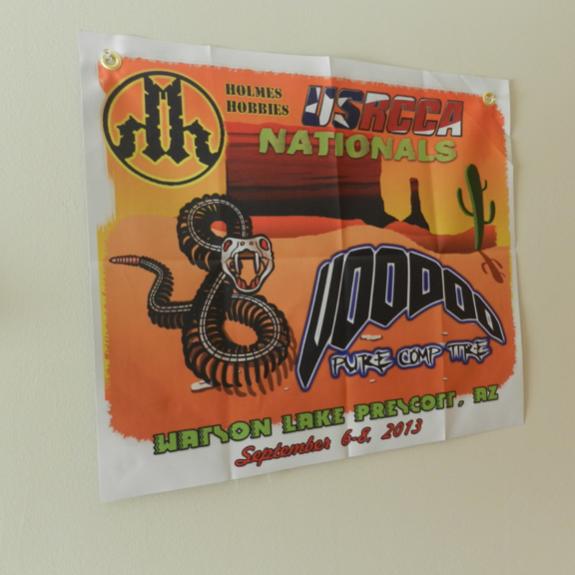 HOLMES
HOBBIES
USRCCA
NATIONALS
VOODOO
PURE COMP TIRE
WATSON LAKE PRESCOTT, AZ
September 6-8, 2013